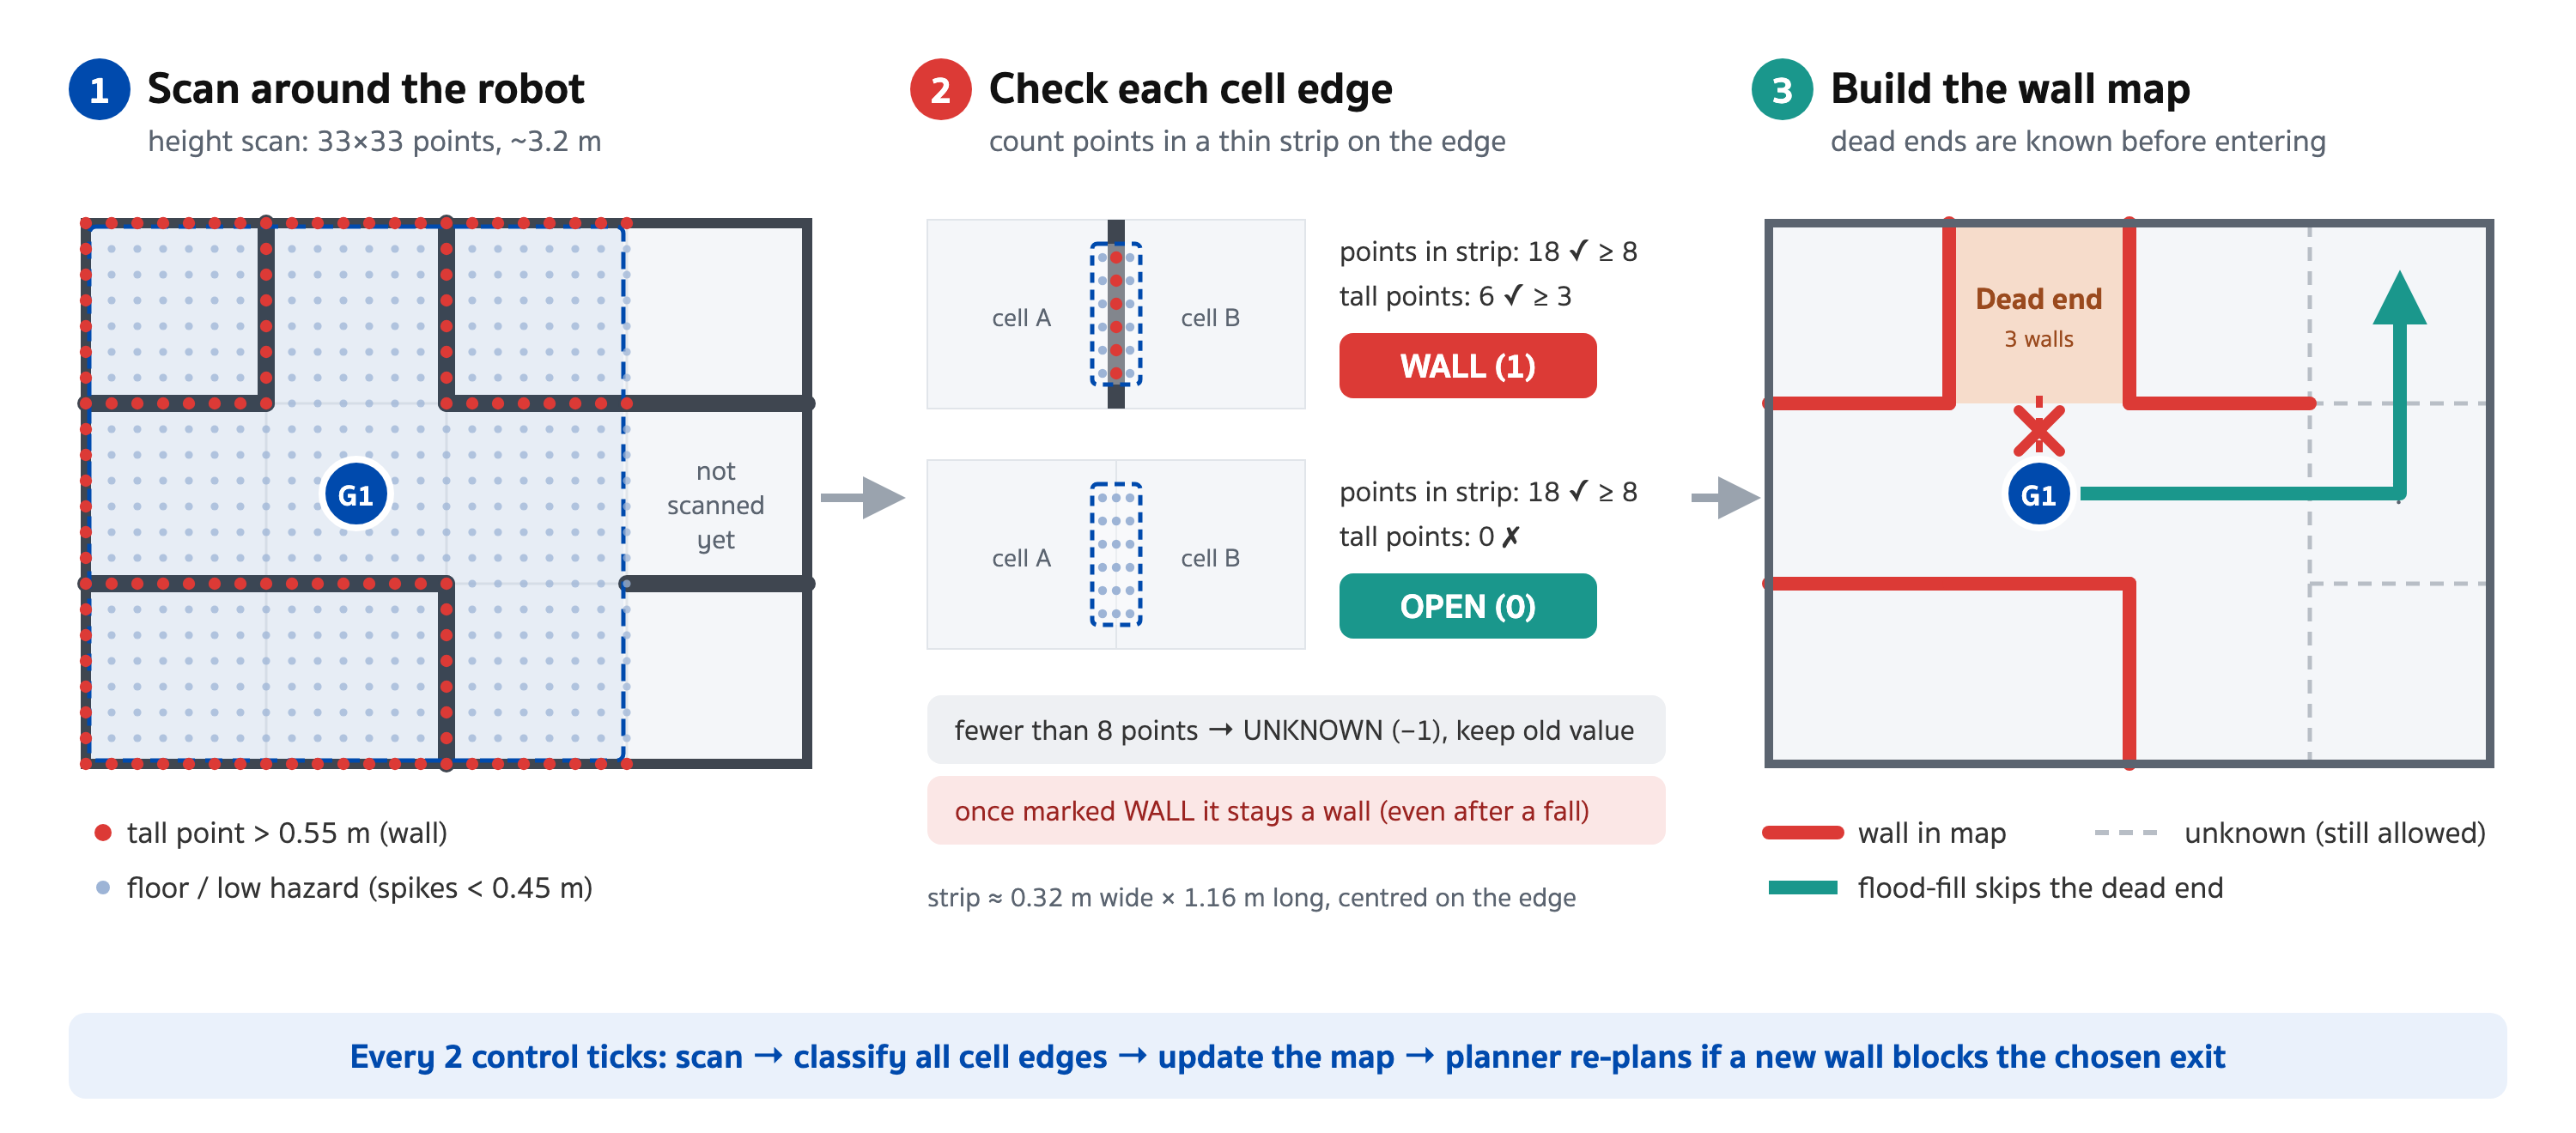 1 Scan around the robot
height scan: 33×33 points, ~3.2 m
not
scanned
yet
G1
tall point > 0.55 m (wall)
floor / low hazard (spikes < 0.45 m)
2 Check each cell edge
count points in a thin strip on the edge
cell A
cell B
points in strip: 18 ✓ ≥ 8
tall points: 6 ✓ ≥ 3
WALL (1)
cell A
cell B
points in strip: 18 ✓ ≥ 8
tall points: 0 ✗
OPEN (0)
fewer than 8 points → UNKNOWN (−1), keep old value
once marked WALL it stays a wall (even after a fall)
strip ≈ 0.32 m wide × 1.16 m long, centred on the edge
3 Build the wall map
dead ends are known before entering
Dead end
3 walls
G1
wall in map
unknown (still allowed)
flood-fill skips the dead end
Every 2 control ticks: scan → classify all cell edges → update the map → planner re-plans if a new wall blocks the chosen exit